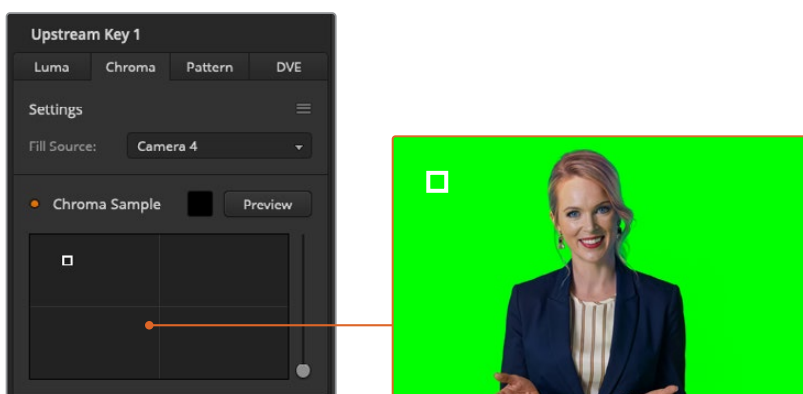 Upstream Key 1
Luma Chroma Pattern DVE
Settings
Fill Source: Camera 4
Chroma Sample Preview